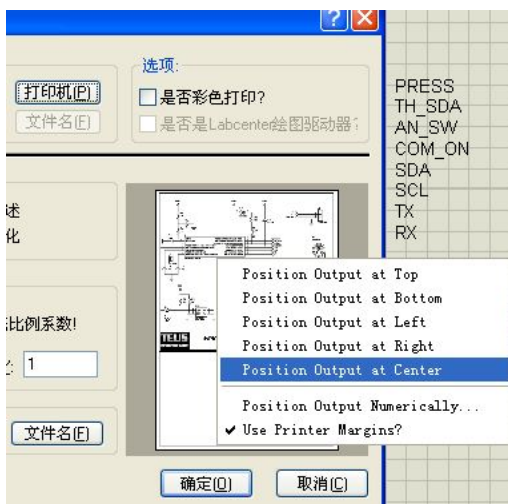 选项:
打印机(P)
是否彩色打印?
文件名(F)
是否是Labcenter绘图驱动器?
PRESS
TH_SDA
AN_SW
COM_ON
SDA
SCL
TX
RX
述
化
比例系数!
1
文件名(F)
TEUS
Position Output at Top
Position Output at Bottom
Position Output at Left
Position Output at Right
Position Output at Center
Position Output Numerically...
Use Printer Margins?
确定(O)
取消(C)